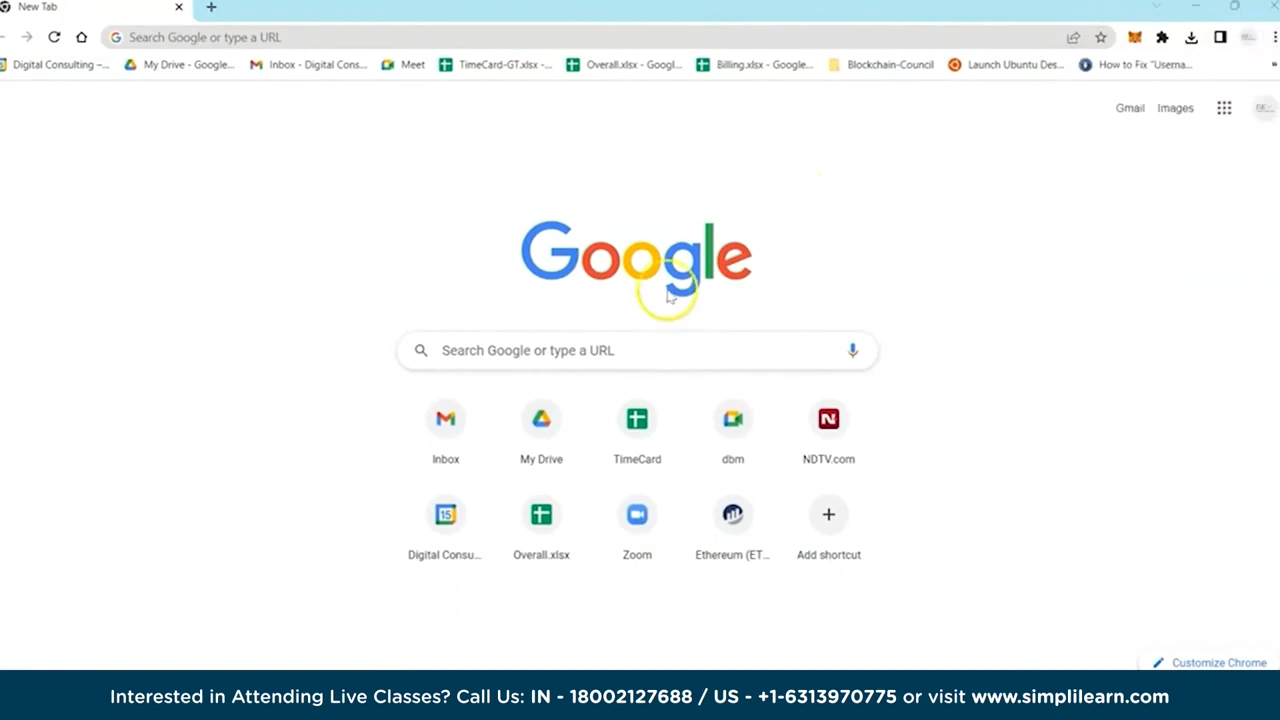 New Tab
Search Google or type a URL
Digital Consulting –... My Drive - Google... Inbox - Digital Cons... Meet TimeCard-GT.xlsx -... Overall.xlsx - Googl... Billing.xlsx - Google... Blockchain-Council Launch Ubuntu Des... How to Fix "Userna...
Gmail Images
Google
Search Google or type a URL
Inbox My Drive TimeCard dbm NDTV.com
15
Digital Consu... Overall.xlsx Zoom Ethereum (ET... Add shortcut
Customize Chrome
Interested in Attending Live Classes? Call Us: IN - 18002127688 / US - +1-6313970775 or visit www.simplilearn.com